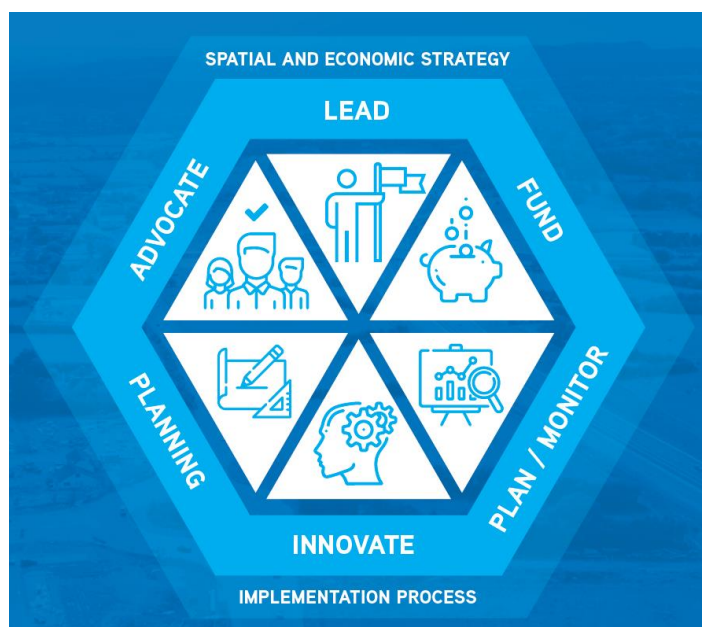 SPATIAL AND ECONOMIC STRATEGY
LEAD
ADVOCATE
FUND
PLANNING
PLAN / MONITOR
INNOVATE
IMPLEMENTATION PROCESS